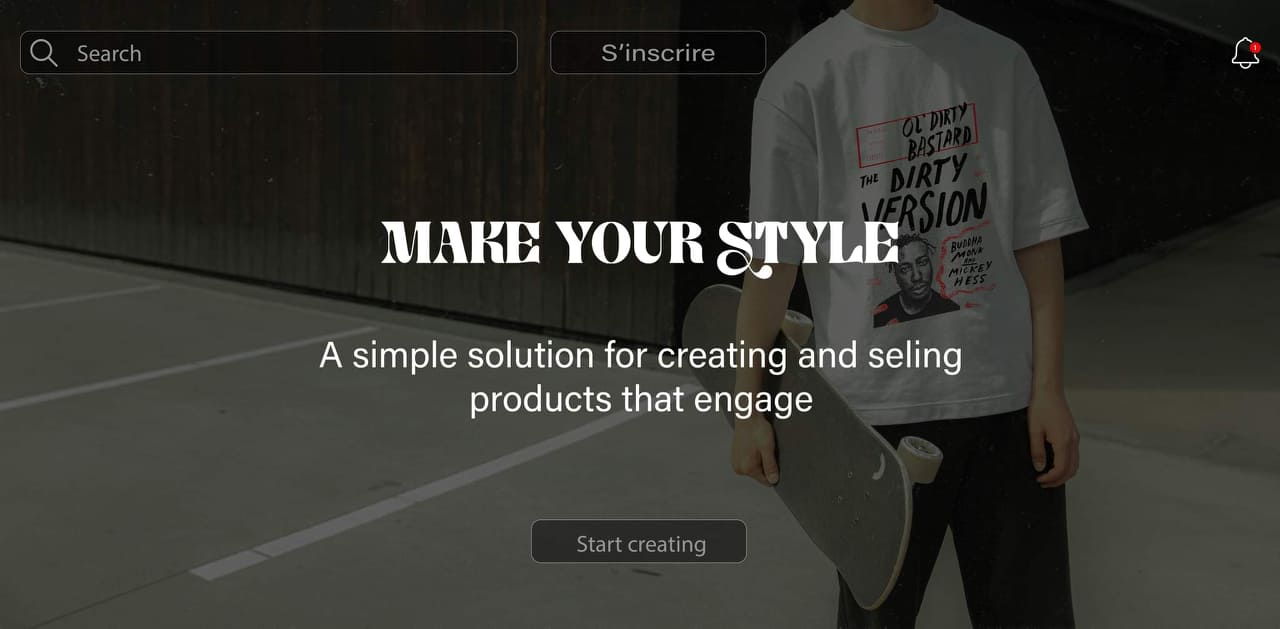 Search
S'inscrire
1
OL' DIRTY
BASTARD
THE DIRTY
VERSION
BUDDHA
MONK
AND
MICKEY
HESS
MAKE YOUR STYLE
A simple solution for creating and seling
products that engage
Start creating